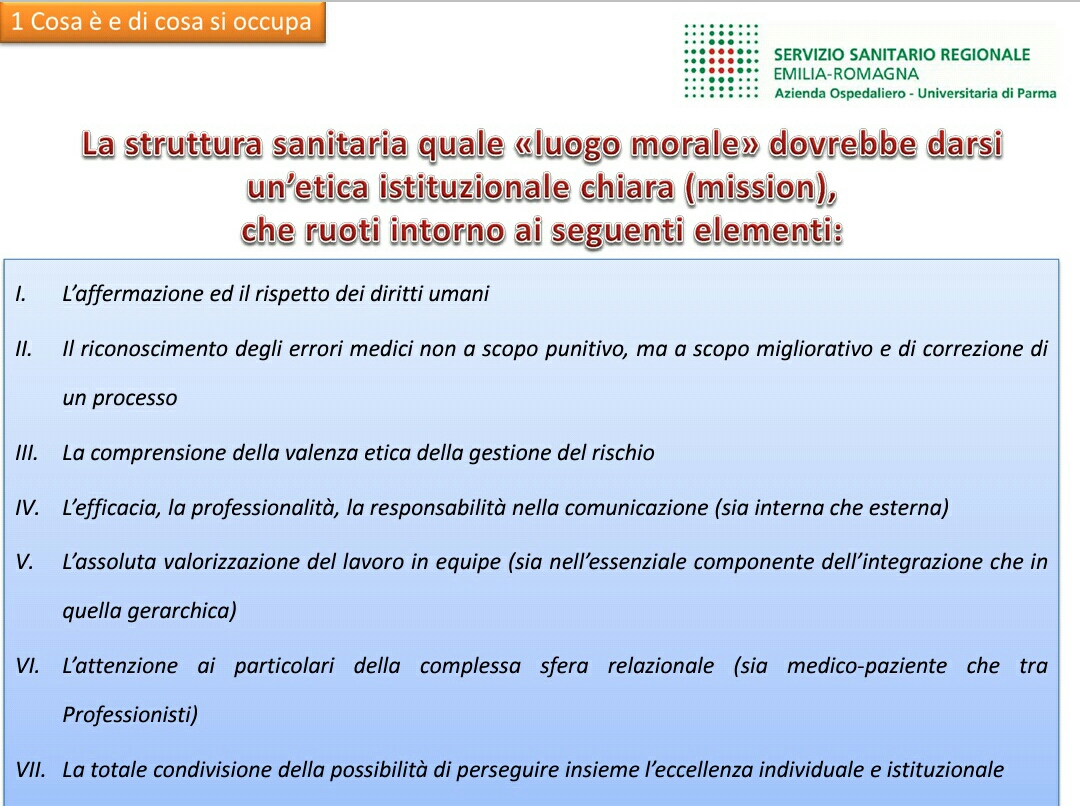 1 Cosa è e di cosa si occupa
SERVIZIO SANITARIO REGIONALE
EMILIA-ROMAGNA
Azienda Ospedaliero - Universitaria di Parma
La struttura sanitaria quale «luogo morale» dovrebbe darsi
un’etica istituzionale chiara (mission),
che ruoti intorno ai seguenti elementi:
I. L’affermazione ed il rispetto dei diritti umani
II. Il riconoscimento degli errori medici non a scopo punitivo, ma a scopo migliorativo e di correzione di
un processo
III. La comprensione della valenza etica della gestione del rischio
IV. L’efficacia, la professionalità, la responsabilità nella comunicazione (sia interna che esterna)
V. L’assoluta valorizzazione del lavoro in equipe (sia nell’essenziale componente dell’integrazione che in
quella gerarchica)
VI. L’attenzione ai particolari della complessa sfera relazionale (sia medico-paziente che tra
Professionisti)
VII. La totale condivisione della possibilità di perseguire insieme l’eccellenza individuale e istituzionale